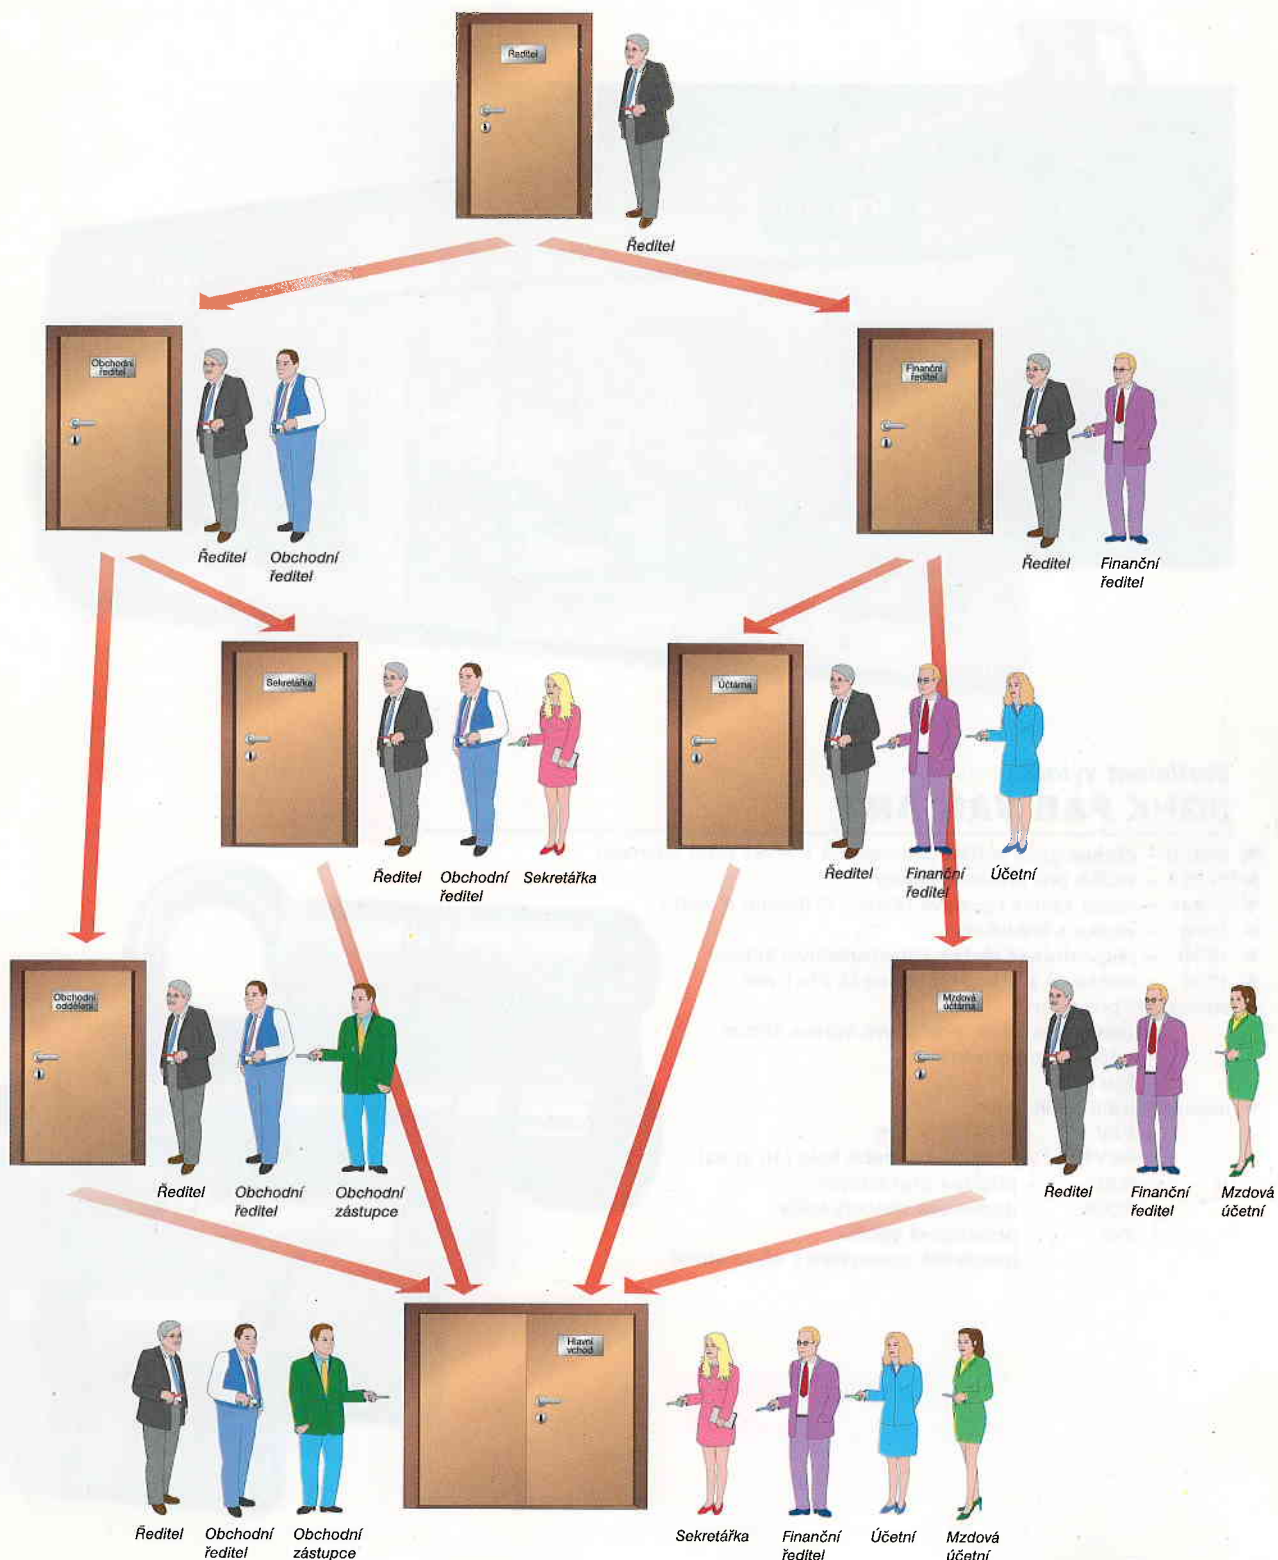 Ředitel
Ředitel
Obchodní
ředitel
Finanční
ředitel
Ředitel
Obchodní
ředitel
Ředitel
Finanční
ředitel
Sekretářka
Účtárna
Ředitel
Obchodní
ředitel
Sekretářka
Ředitel
Finanční
ředitel
Účetní
Obchodní
oddělení
Mzdová
účtárna
Ředitel
Obchodní
ředitel
Obchodní
zástupce
Ředitel
Finanční
ředitel
Mzdová
účetní
Hlavní
vchod
Ředitel
Obchodní
ředitel
Obchodní
zástupce
Sekretářka
Finanční
ředitel
Účetní
Mzdová
účetní